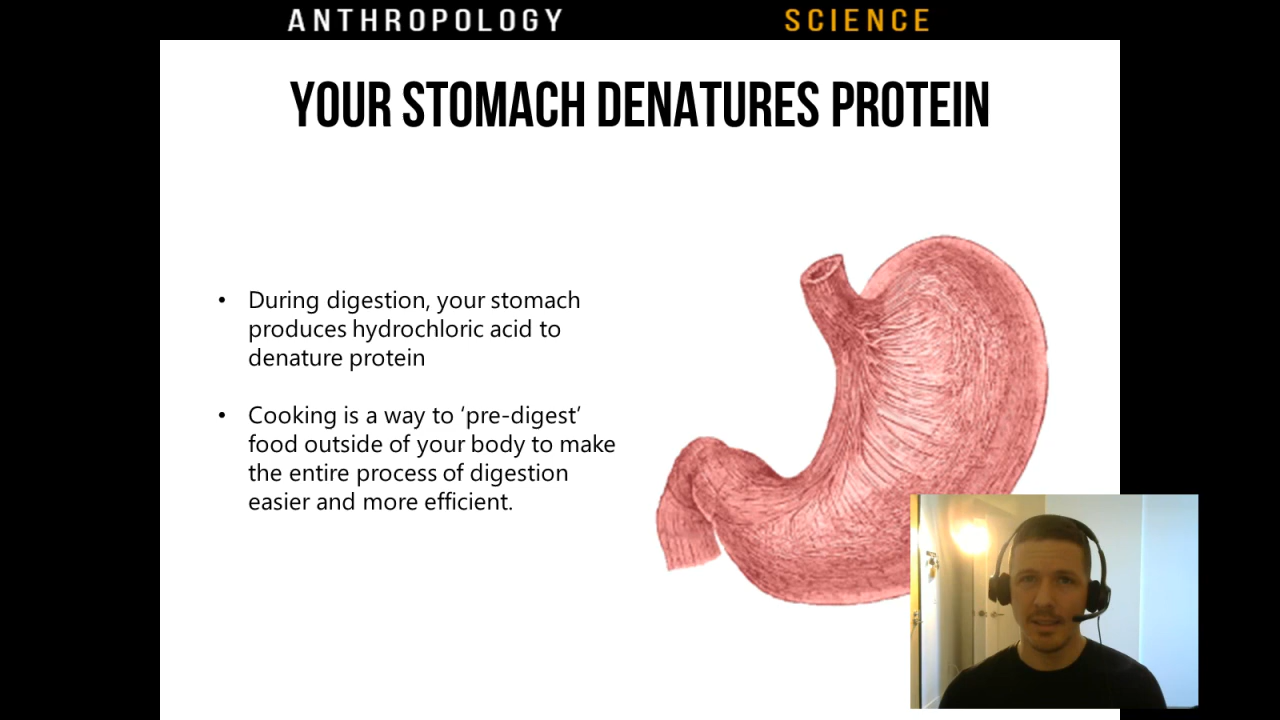 ANTHROPOLOGY SCIENCE
YOUR STOMACH DENATURES PROTEIN
• During digestion, your stomach
produces hydrochloric acid to
denature protein
• Cooking is a way to ‘pre-digest’
food outside of your body to make
the entire process of digestion
easier and more efficient.